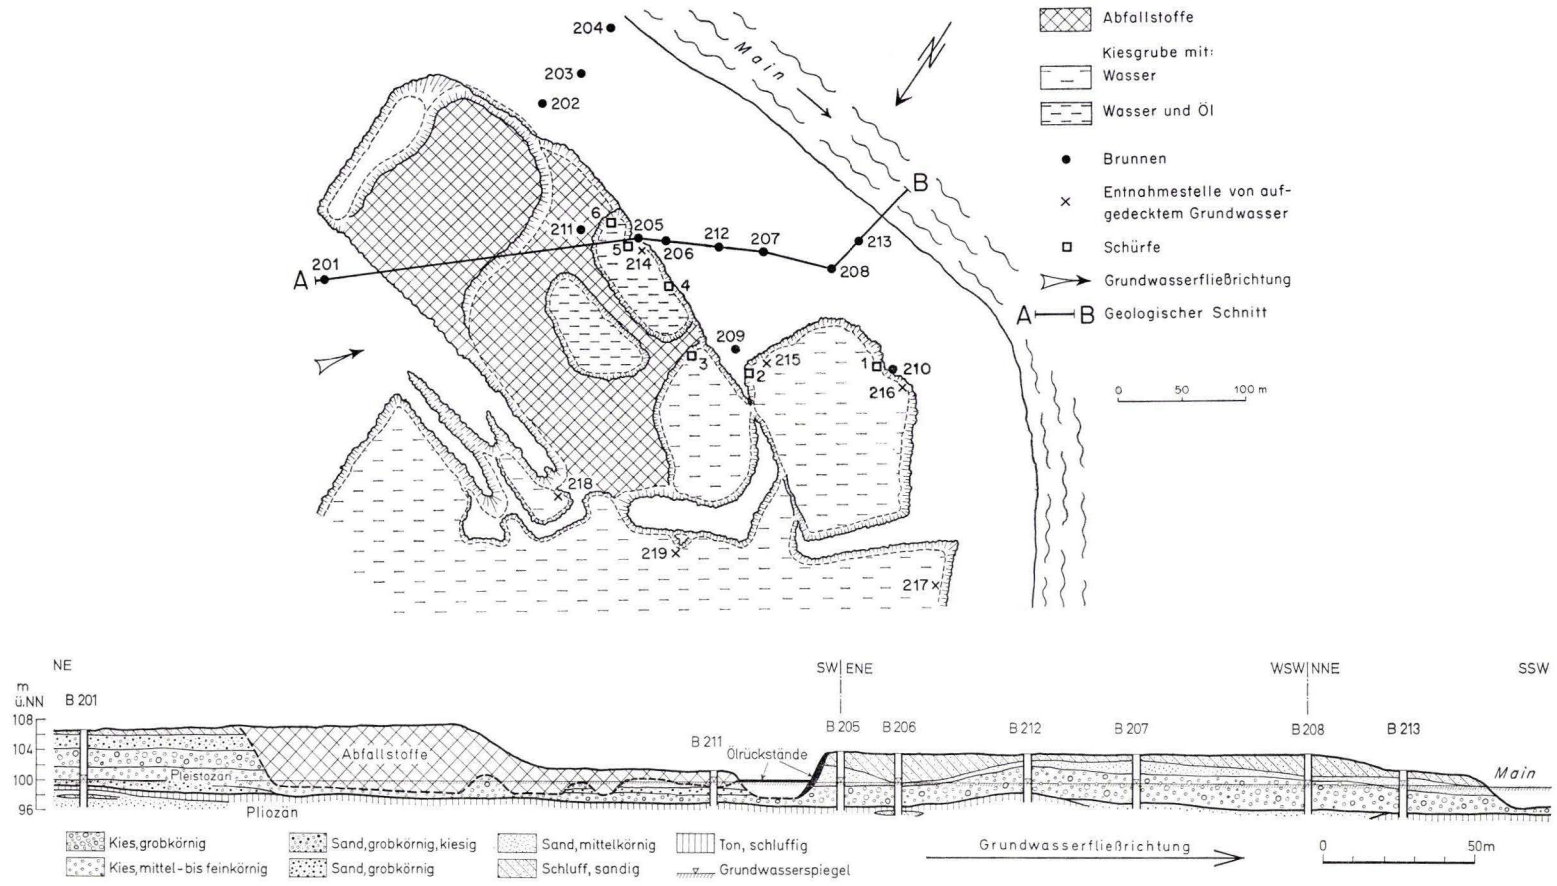 204
203
202
Main
N
B
6
211
205
212
207
213
5
214
206
208
A
201
4
209
3
2
215
1
210
216
218
219
217
Abfallstoffe
Kiesgrube mit:
Wasser
Wasser und Öl
Brunnen
Entnahmestelle von auf-
gedecktem Grundwasser
Schürfe
Grundwasserfließrichtung
A B Geologischer Schnitt
0 50 100 m
NE SW ENE WSW NNE SSW
m
ü.NN
B 201
108
104
100
96
B 211
B 205
B 206
B 212
B 207
B 208
B 213
Abfallstoffe
Ölrückstände
Pleistozän
Main
Pliozän
Kies, grobkörnig
Sand, grobkörnig, kiesig
Sand, mittelkörnig
Ton, schluffig
Kies, mittel-bis feinkörnig
Sand, grobkörnig
Schluff, sandig
Grundwasserspiegel
Grundwasserfließrichtung
0 50m